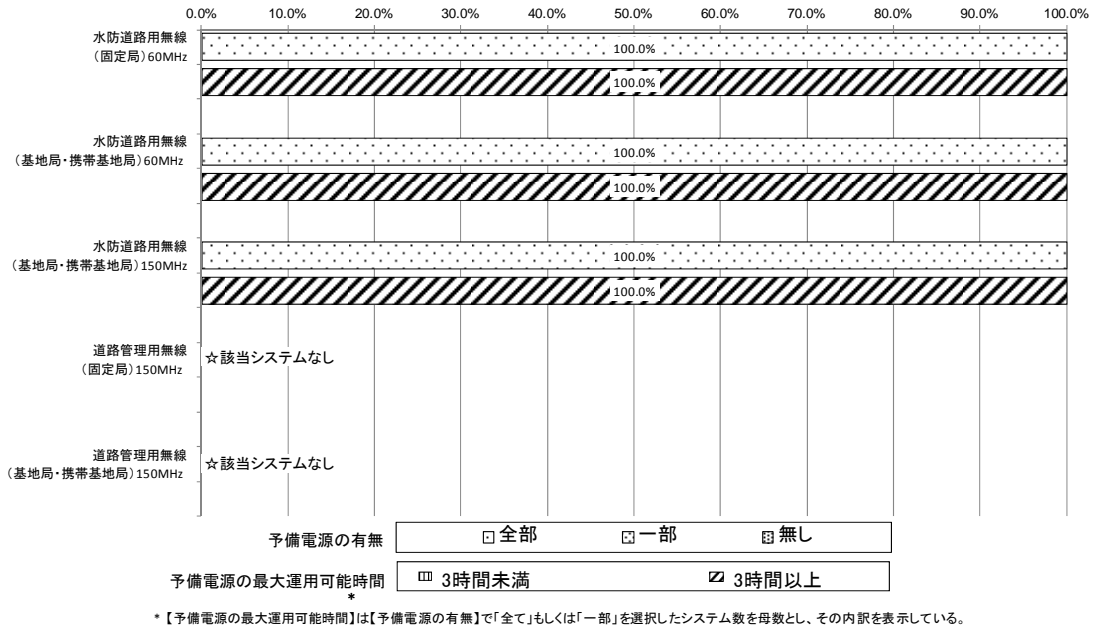 0.0% 10.0% 20.0% 30.0% 40.0% 50.0% 60.0% 70.0% 80.0% 90.0% 100.0%
水防道路用無線
(固定局)60MHz
100.0%
100.0%
水防道路用無線
(基地局・携帯基地局)60MHz
100.0%
100.0%
水防道路用無線
(基地局・携帯基地局)150MHz
100.0%
100.0%
道路管理用無線
(固定局)150MHz
☆該当システムなし
道路管理用無線
(基地局・携帯基地局)150MHz
☆該当システムなし
予備電源の有無 全部 一部 無し
予備電源の最大運用可能時間 3時間未満 3時間以上
*
*【予備電源の最大運用可能時間】は【予備電源の有無】で「全て」もしくは「一部」を選択したシステム数を母数とし、その内訳を表示している。